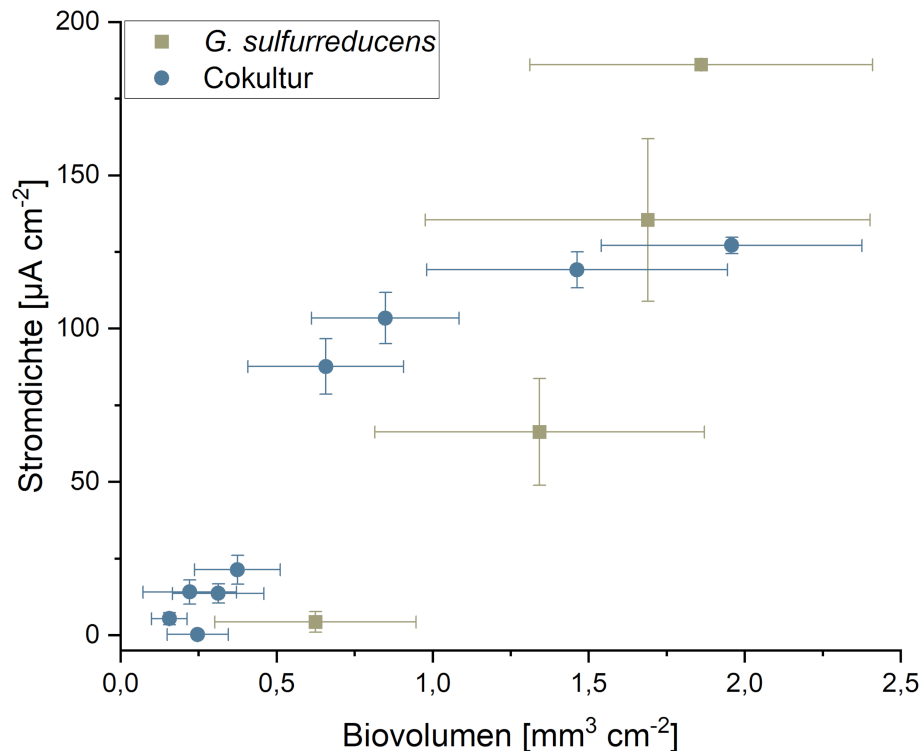 200
150
100
50
0
Stromdichte [µA cm⁻²]
G. sulfurreducens
Cokultur
0,0 0,5 1,0 1,5 2,0 2,5
Biovolumen [mm³ cm⁻²]